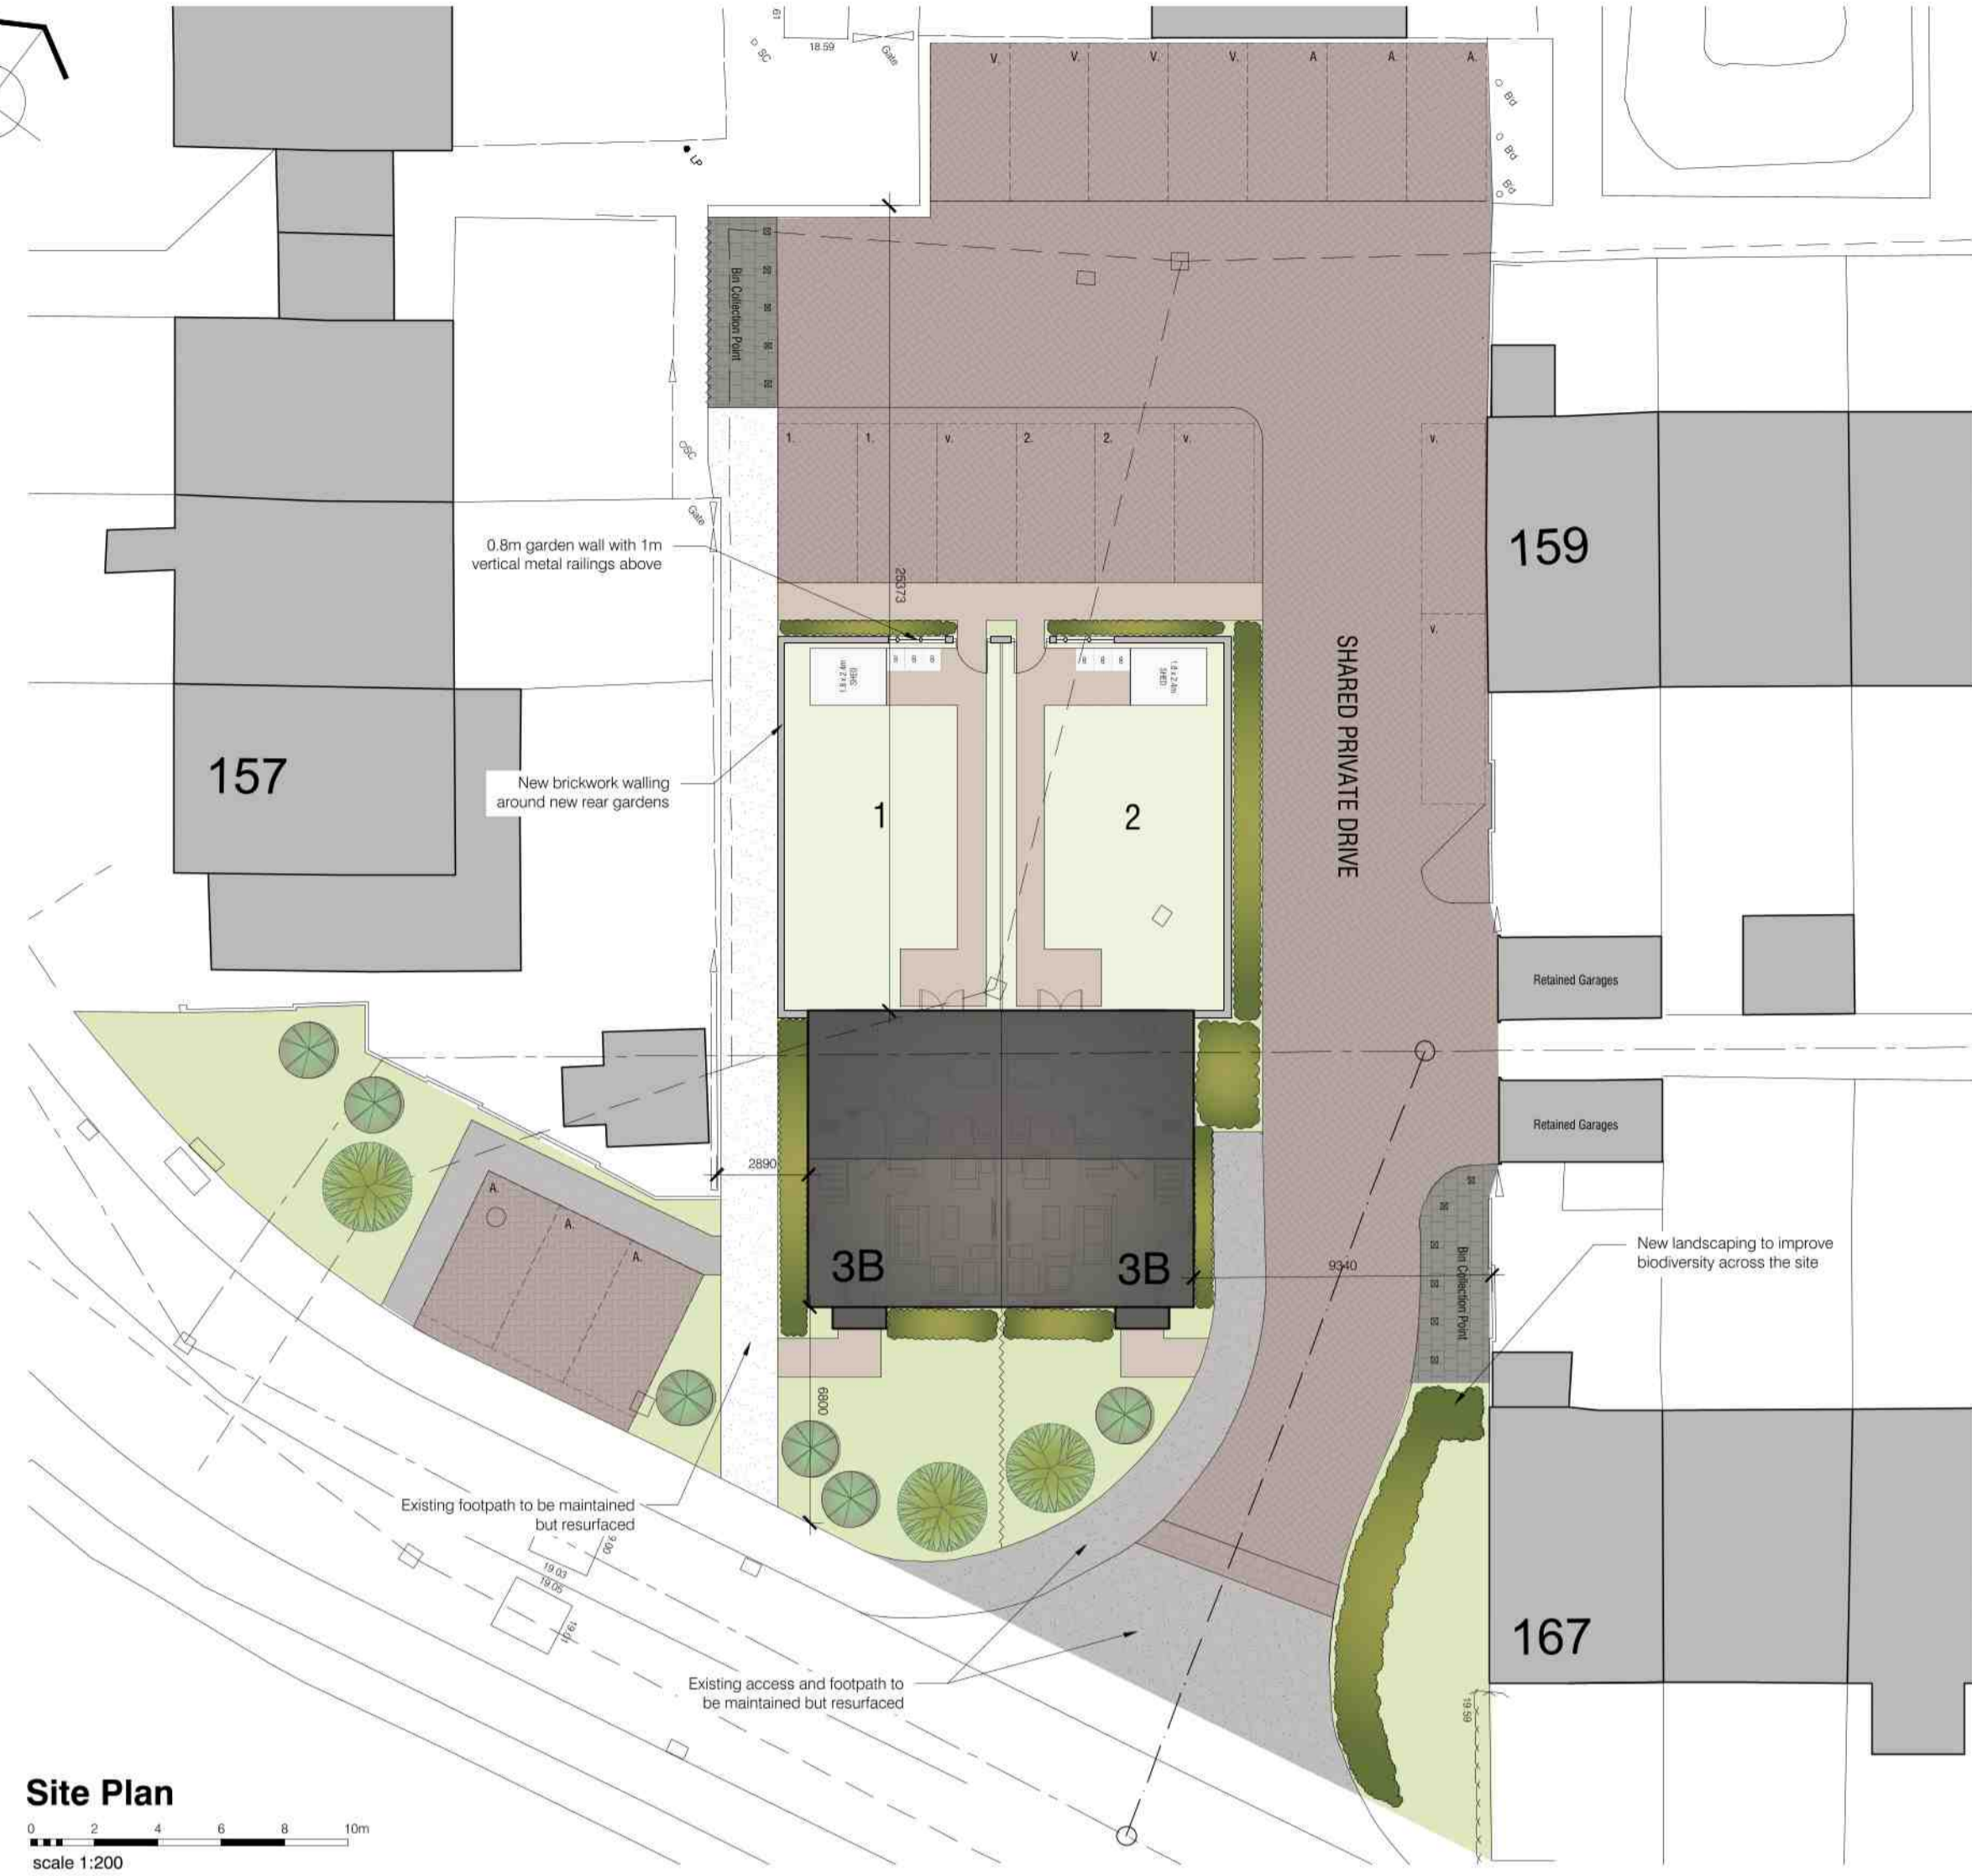 61
18.59
Gate
SC
LP
V.
V.
V.
V.
A
A.
A.
B'd
B'd
B'd
Bin Collection Point
SC
Gate
1.
1.
v.
2.
2.
v.
v.
v.
0.8m garden wall with 1m
vertical metal railings above
25373
159
SHARED PRIVATE DRIVE
SHED
1.8 x 2.4m
1.8 x 2.4m
SHED
157
New brickwork walling
around new rear gardens
1
2
Retained Garages
Retained Garages
2890
A.
A.
A.
3B
3B
9340
Bin Collection Point
New landscaping to improve
biodiversity across the site
6800
Existing footpath to be maintained
but resurfaced
19.03
19.05
19.01
Existing access and footpath to
be maintained but resurfaced
167
19.59
Site Plan
0 2 4 6 8 10m
scale 1:200